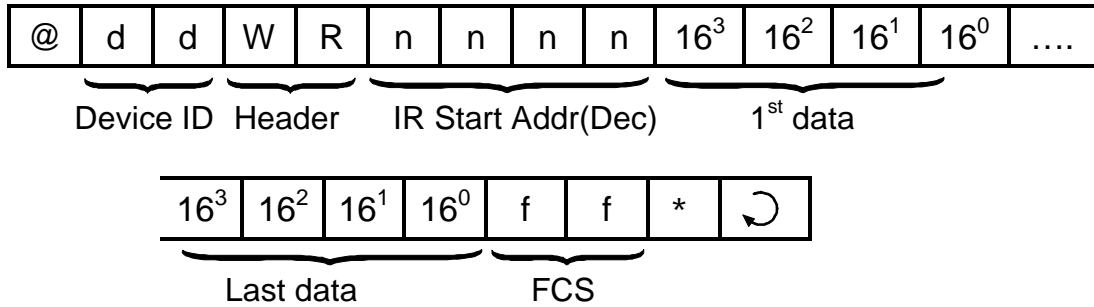 @ d d W R n n n n 16³ 16² 16¹ 16⁰ ....
Device ID Header IR Start Addr(Dec) 1ˢᵗ data
16³ 16² 16¹ 16⁰ f f *
Last data FCS